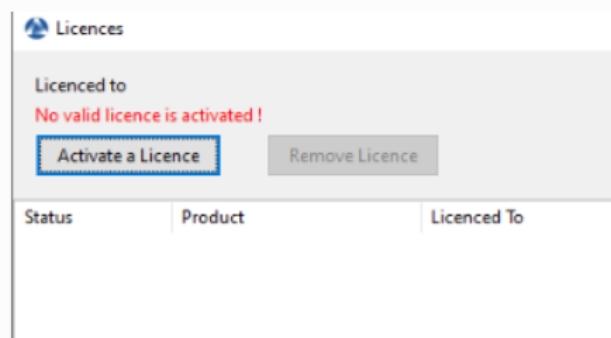 Licences
Licenced to
No valid licence is activated !
Activate a Licence Remove Licence
Status Product Licenced To